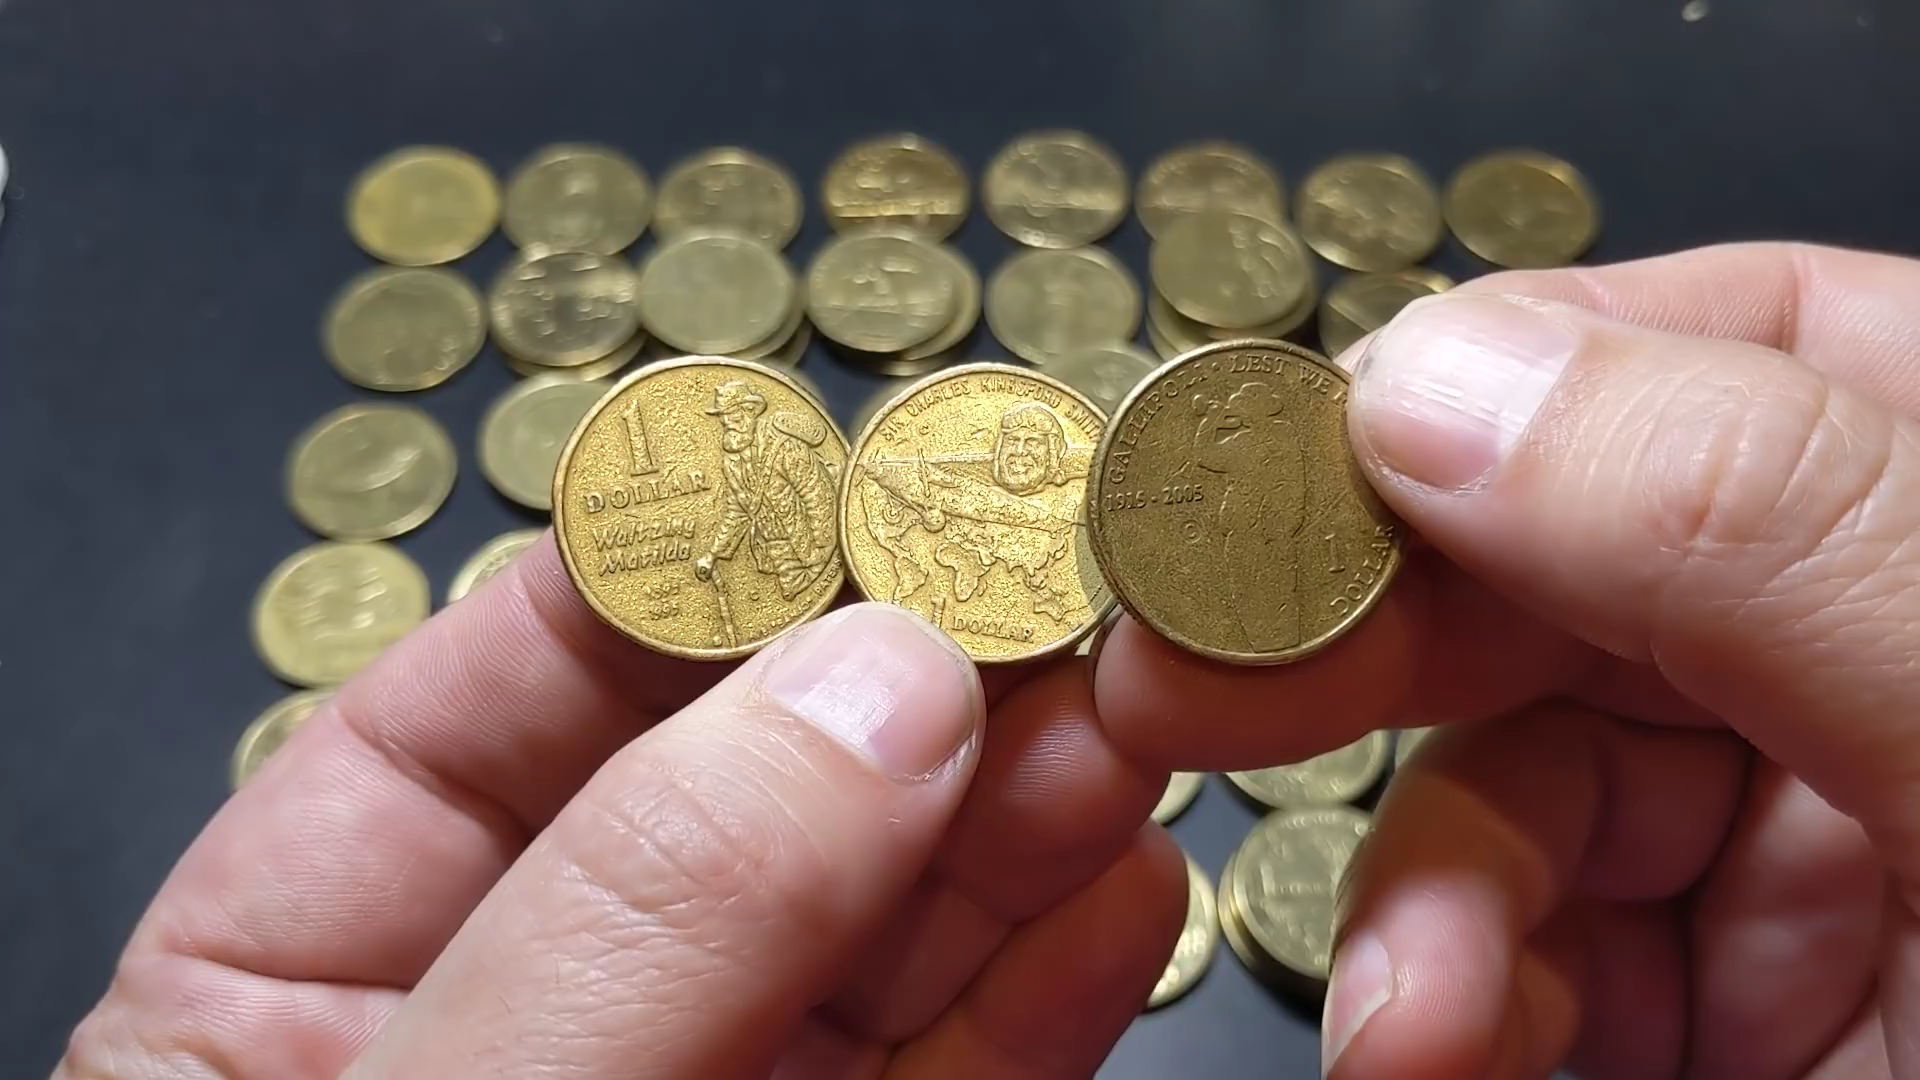 1
DOLLAR
Waltzing
Matilda
SIR CHARLES KINGSFORD SMITH
DOLLAR
GALLIPOLI • LEST WE
1915 - 2005
1
DOLLAR